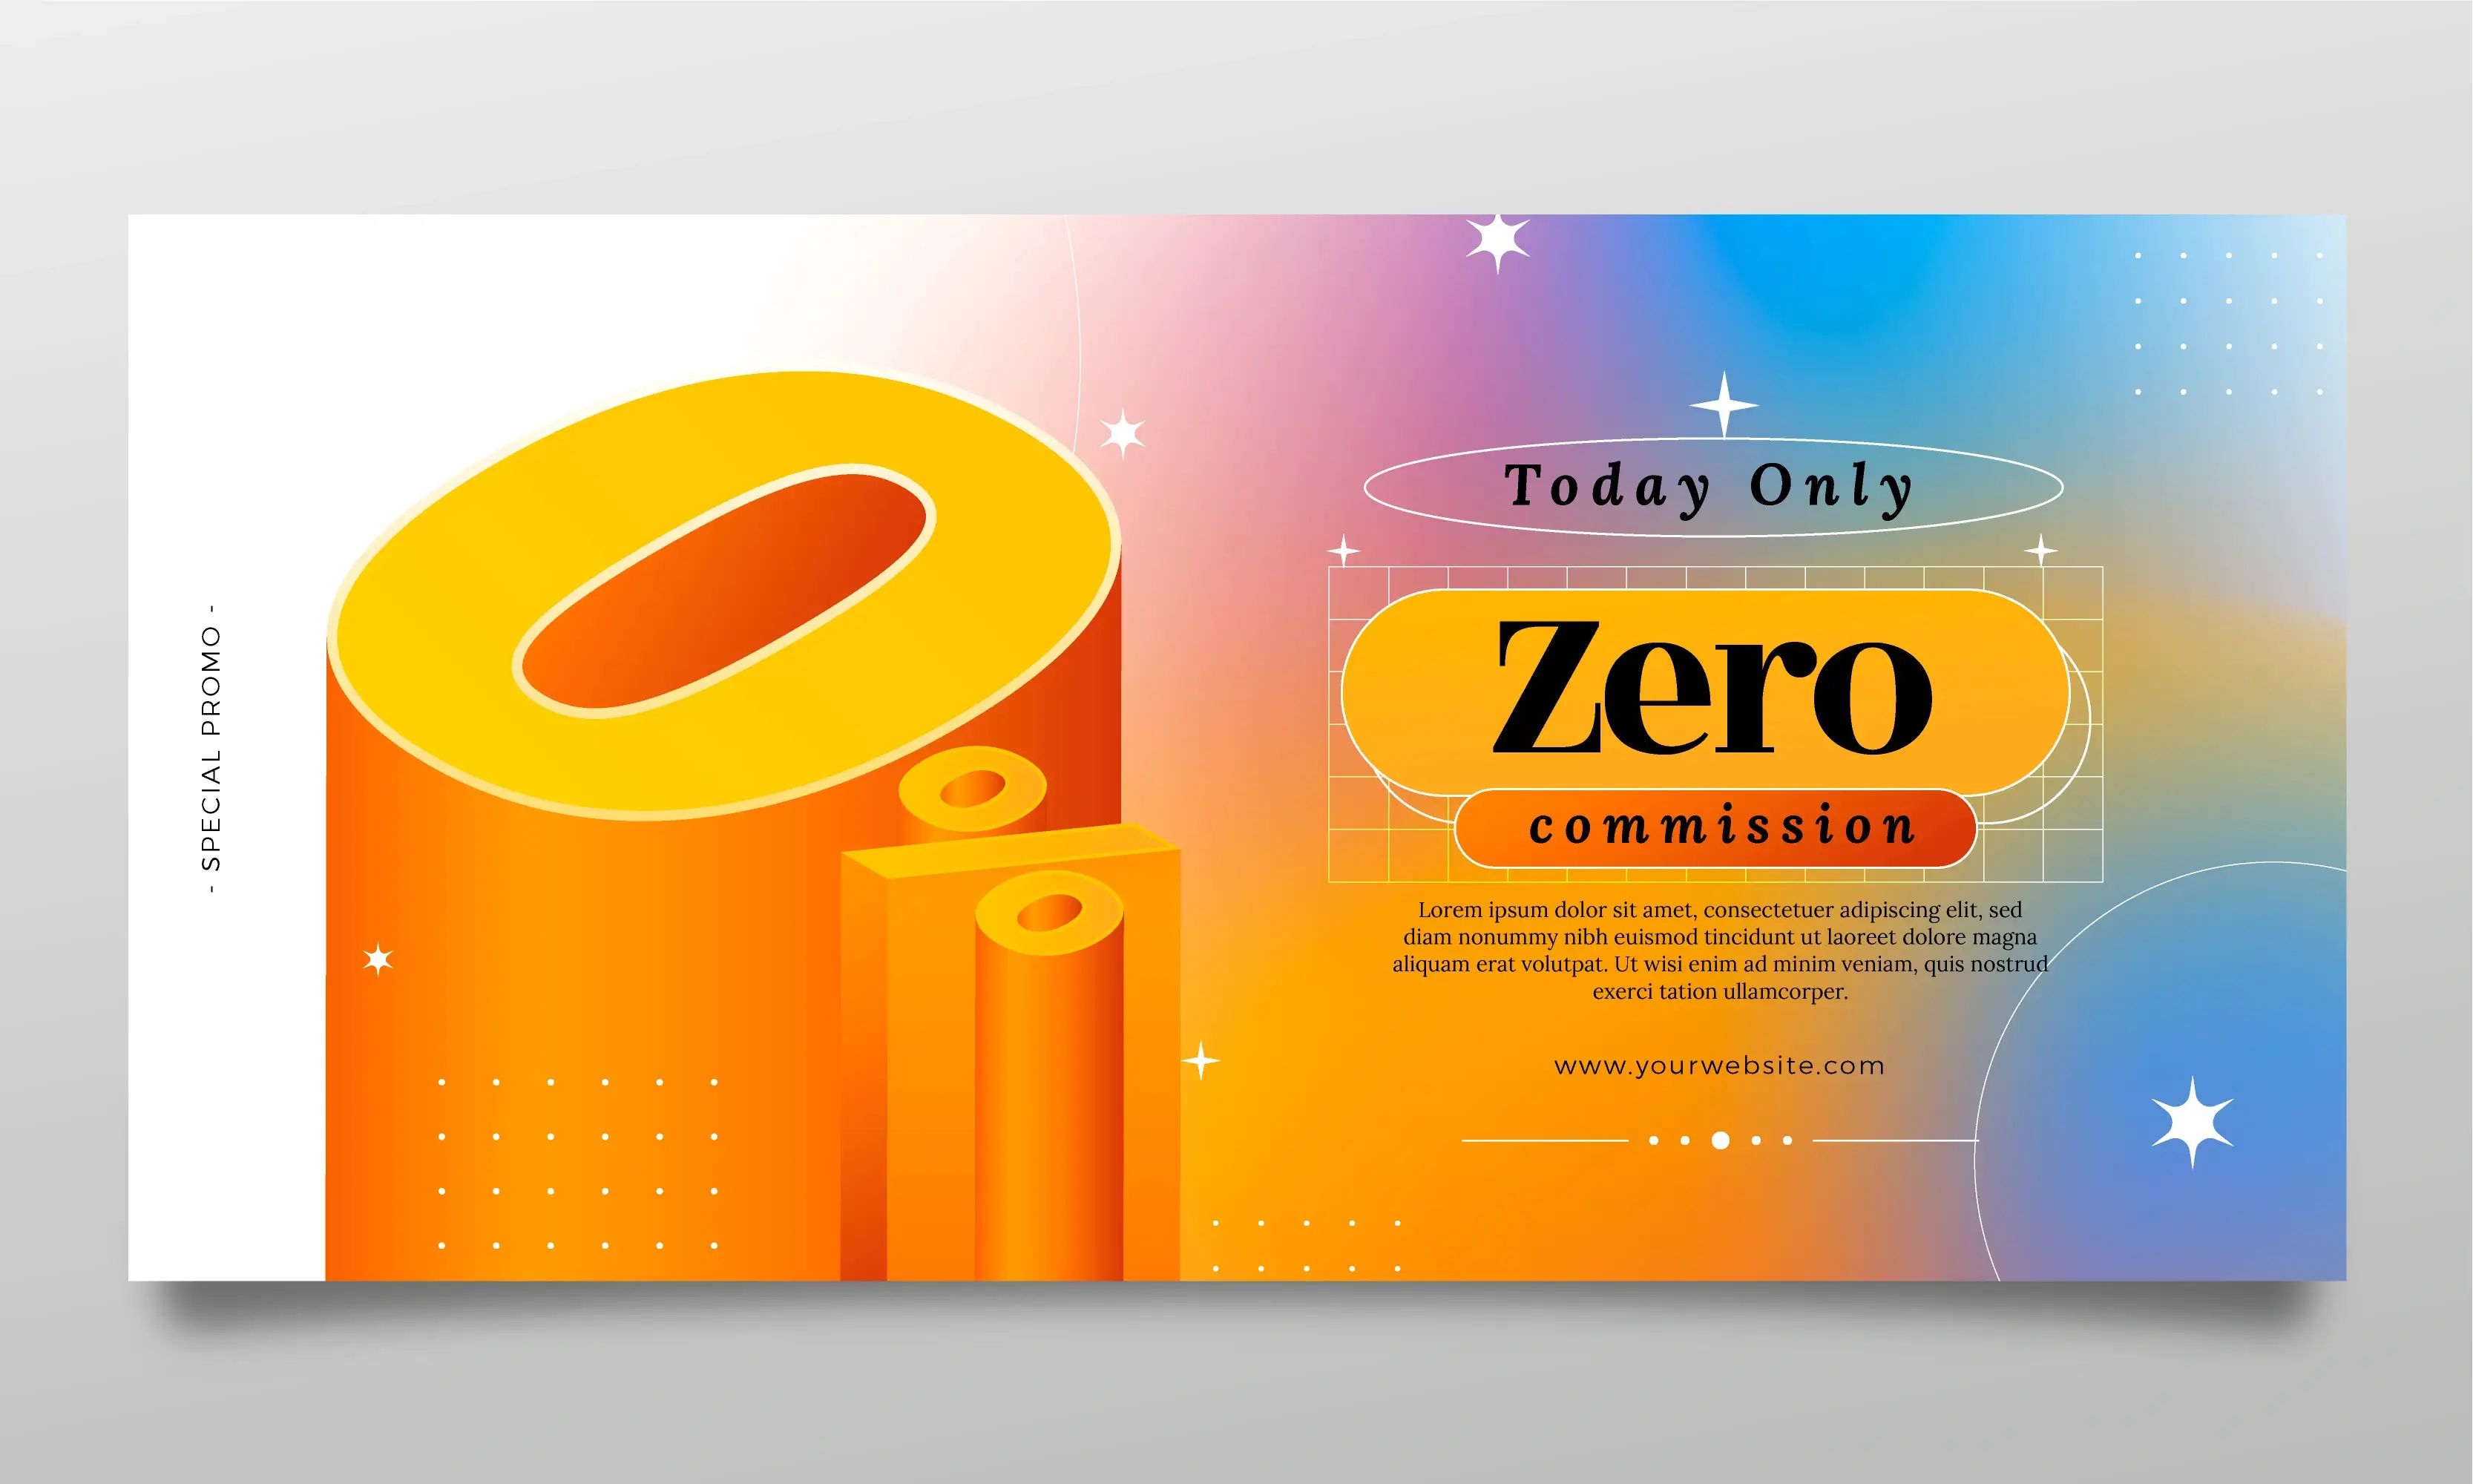 - SPECIAL PROMO -
0%
Today Only
Zero
commission
Lorem ipsum dolor sit amet, consectetuer adipiscing elit, sed
diam nonummy nibh euismod tincidunt ut laoreet dolore magna
aliquam erat volutpat. Ut wisi enim ad minim veniam, quis nostrud
exerci tation ullamcorper.
www.yourwebsite.com